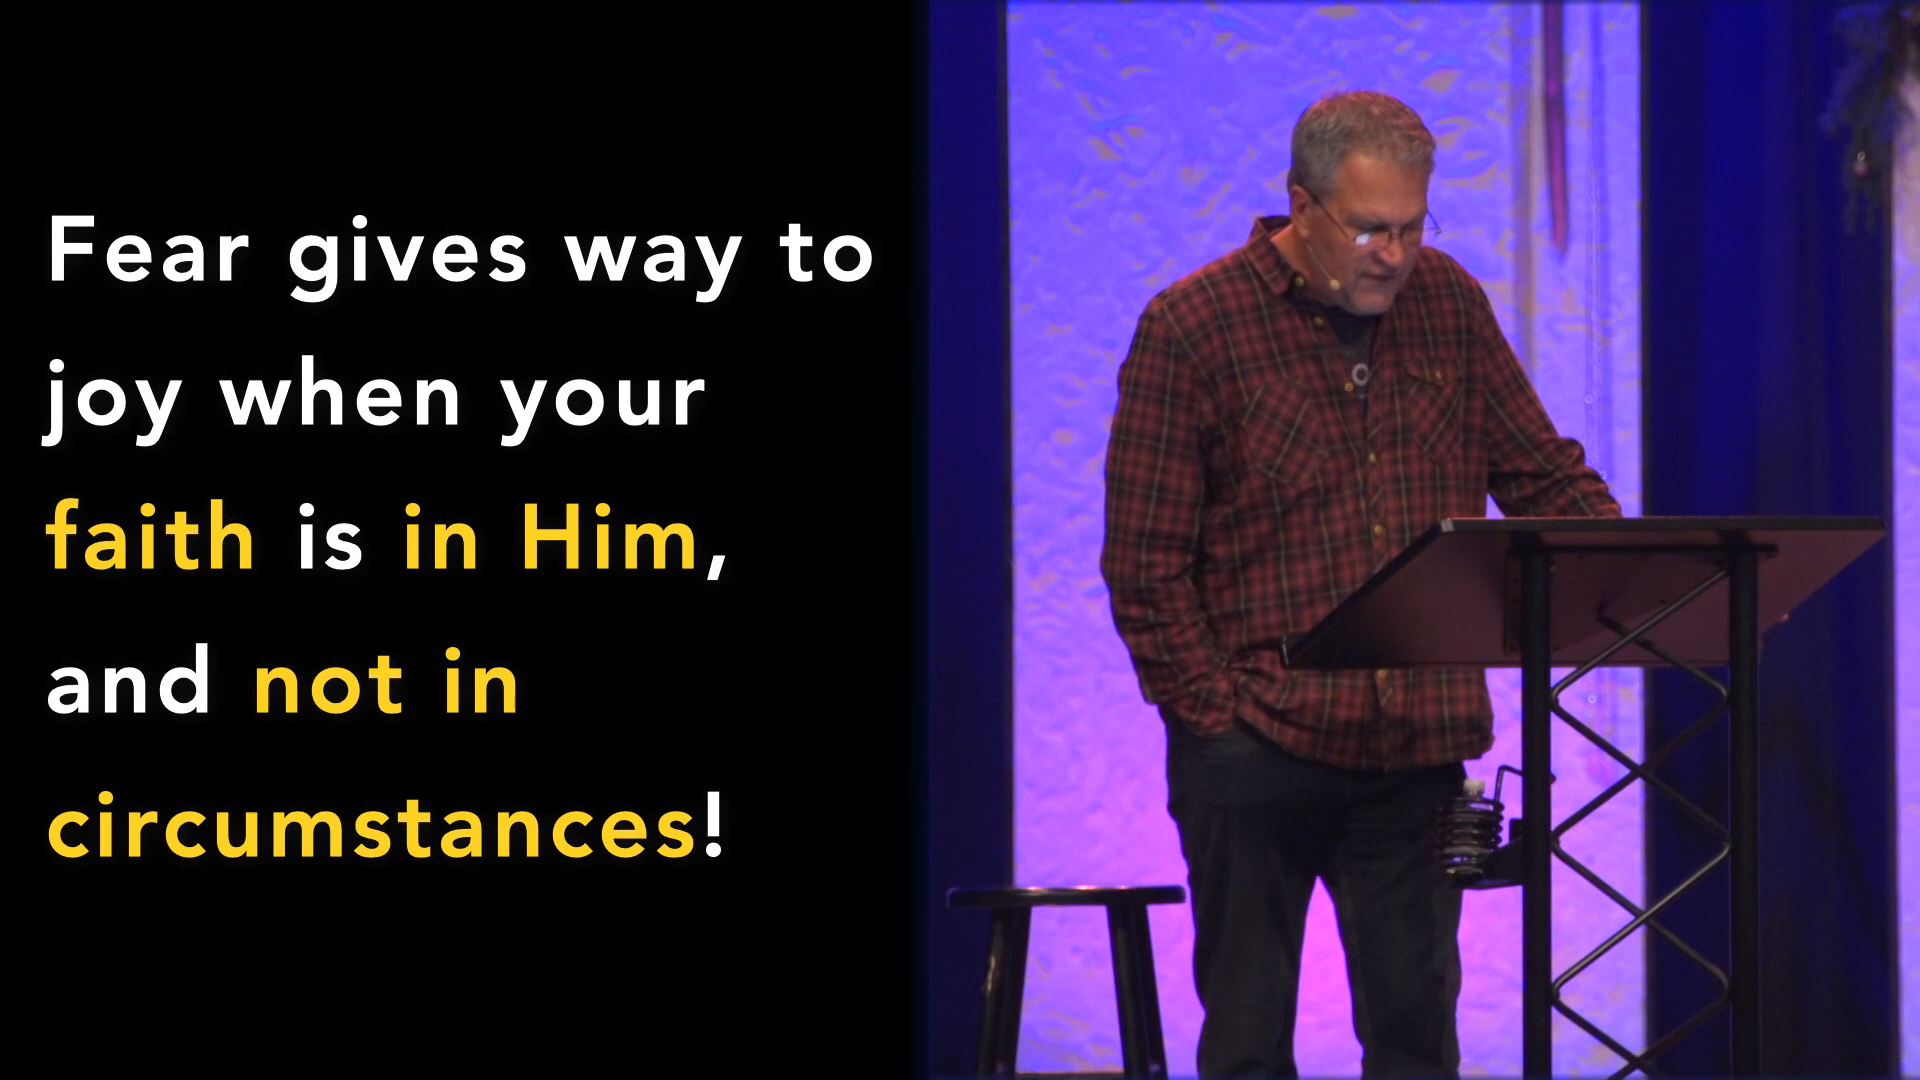 Fear gives way to
joy when your
faith is in Him,
and not in
circumstances!